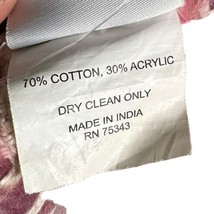 70% COTTON, 30% ACRYLIC
DRY CLEAN ONLY
MADE IN INDIA
RN 75343